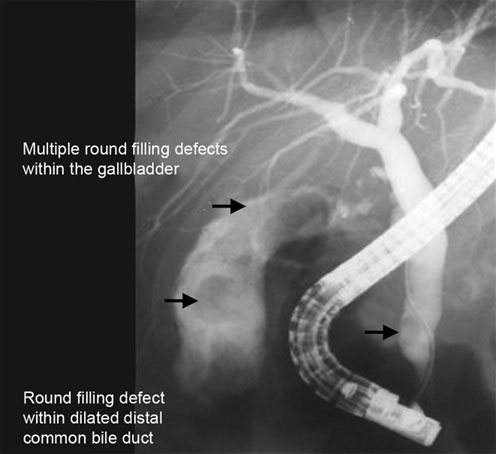 Multiple round filling defects
within the gallbladder
Round filling defect
within dilated distal
common bile duct